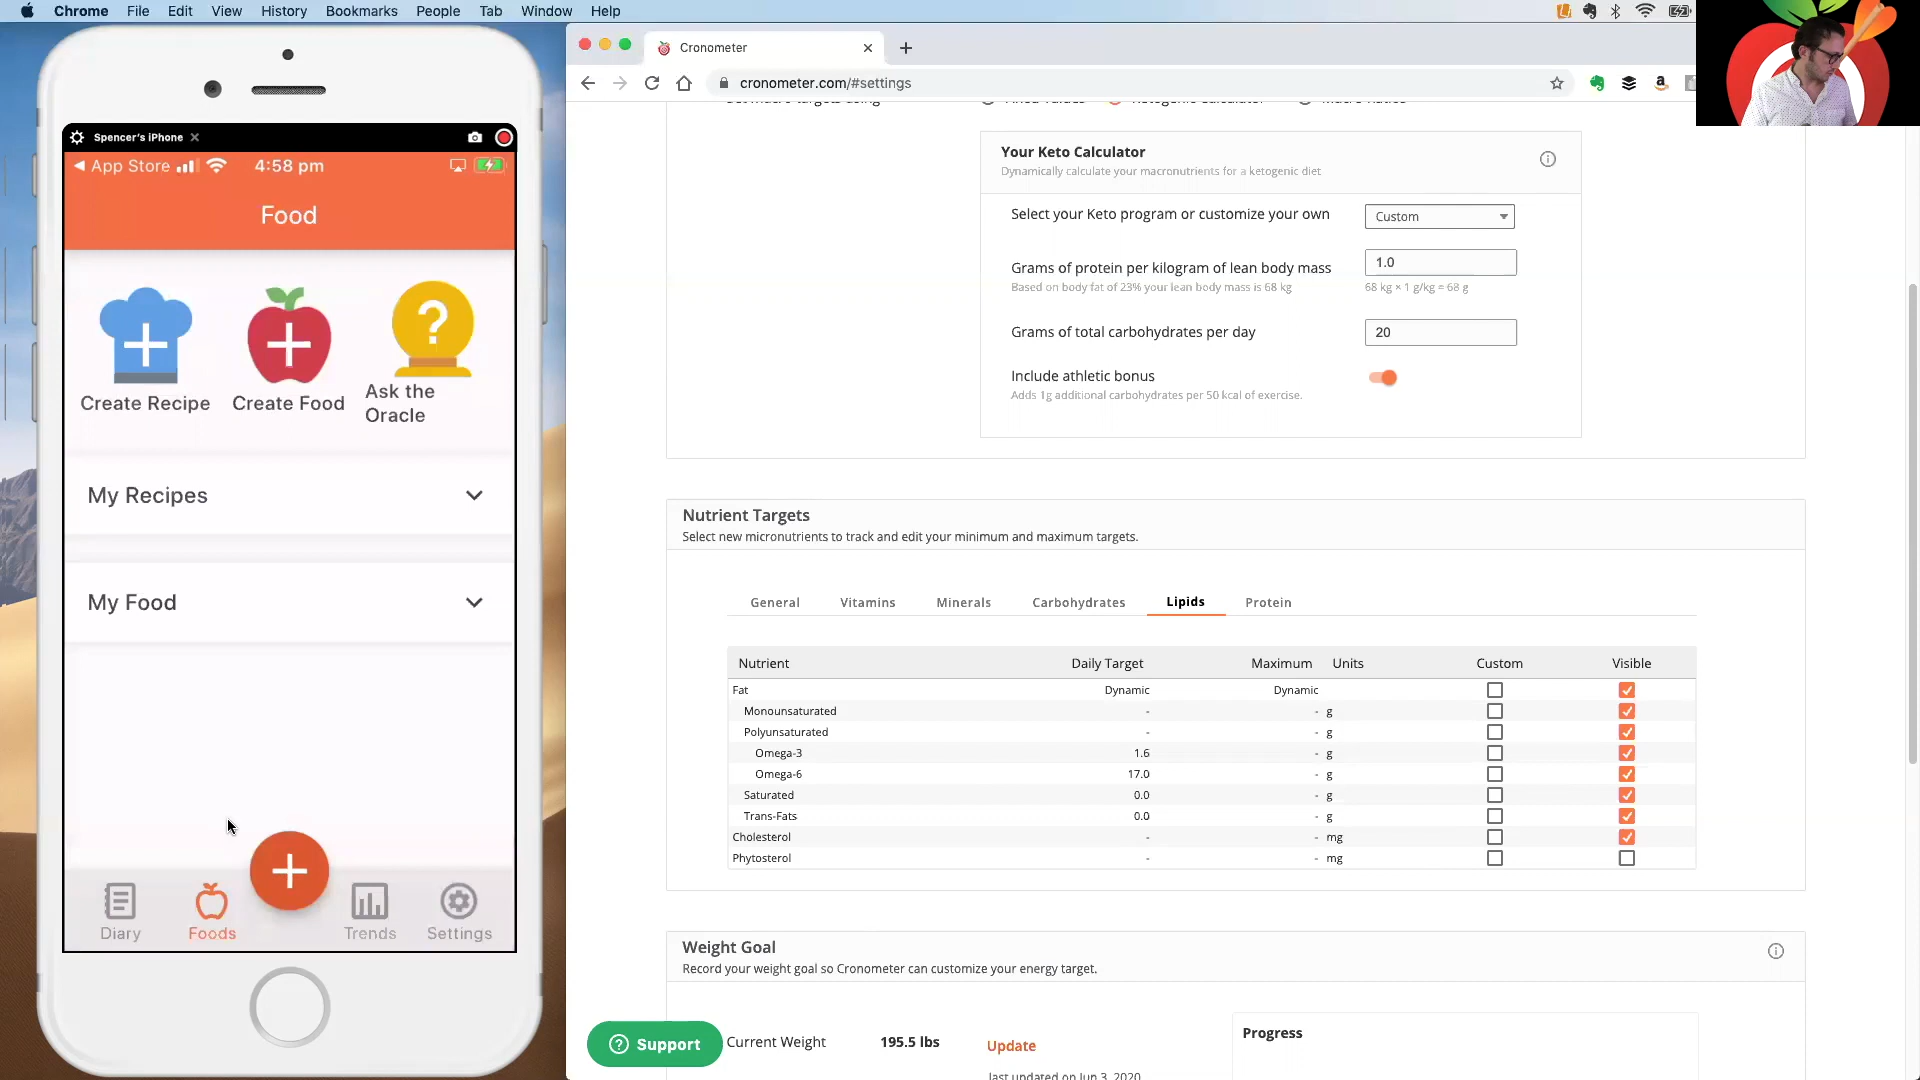 Chrome File Edit View History Bookmarks People Tab Window Help
Cronometer
cronometer.com/#settings
Spencer's iPhone
App Store 4:58 pm
Food
Create Recipe
Create Food
Ask the
Oracle
My Recipes
My Food
Diary
Foods
Trends
Settings
Your Keto Calculator
Dynamically calculate your macronutrients for a ketogenic diet
Select your Keto program or customize your own
Custom
Grams of protein per kilogram of lean body mass
1.0
Based on body fat of 23% your lean body mass is 68 kg
68 kg × 1 g/kg = 68 g
Grams of total carbohydrates per day
20
Include athletic bonus
Adds 1g additional carbohydrates per 50 kcal of exercise.
Nutrient Targets
Select new micronutrients to track and edit your minimum and maximum targets.
General Vitamins Minerals Carbohydrates Lipids Protein
Nutrient Daily Target Maximum Units Custom Visible
Fat Dynamic Dynamic
Monounsaturated - - g
Polyunsaturated - - g
Omega-3 1.6 - g
Omega-6 17.0 - g
Saturated 0.0 - g
Trans-Fats 0.0 - g
Cholesterol - - mg
Phytosterol - - mg
Weight Goal
Record your weight goal so Cronometer can customize your energy target.
Support
Current Weight 195.5 lbs Update
last updated on Jun 3, 2020
Progress